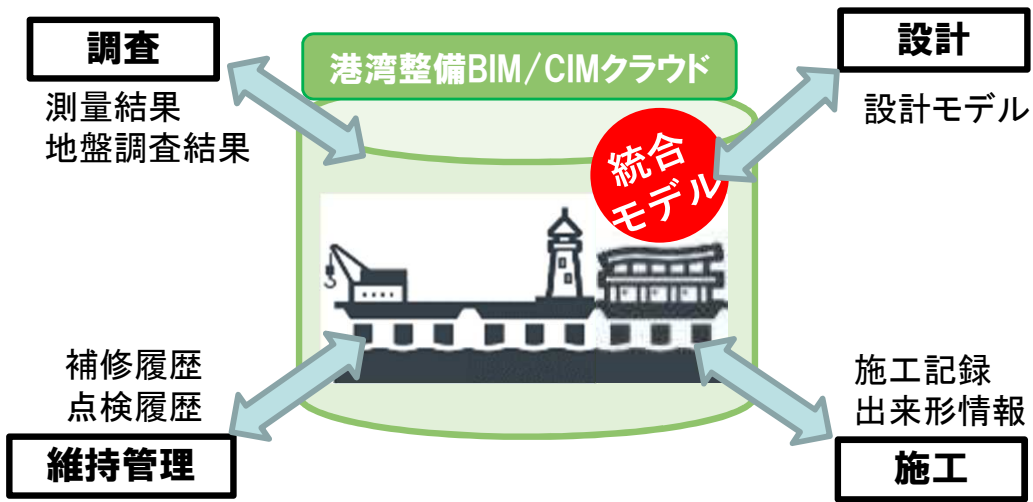 調査
測量結果
地盤調査結果
港湾整備BIM/CIMクラウド
設計
設計モデル
統合
モデル
補修履歴
点検履歴
維持管理
施工記録
出来形情報
施工